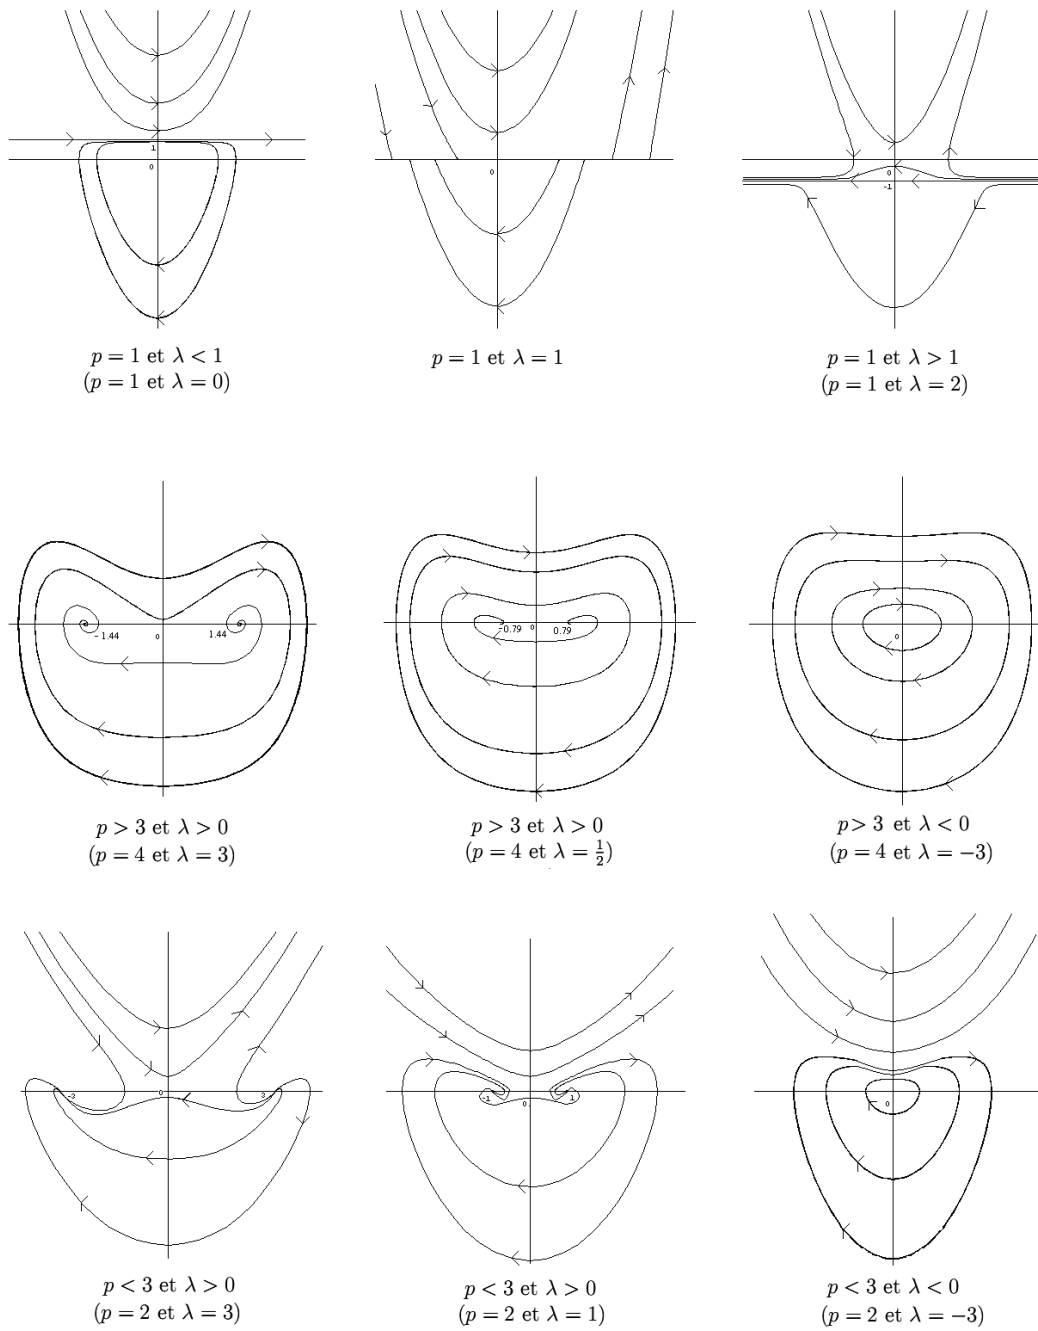 1
0
0
0
-1
p = 1 et λ < 1
(p = 1 et λ = 0)
p = 1 et λ = 1
p = 1 et λ > 1
(p = 1 et λ = 2)
-1.44
0
1.44
-0.79
0
0.79
0
p > 3 et λ > 0
(p = 4 et λ = 3)
p > 3 et λ > 0
(p = 4 et λ = 1/2)
p > 3 et λ < 0
(p = 4 et λ = −3)
-3
0
3
-1
0
1
0
p < 3 et λ > 0
(p = 2 et λ = 3)
p < 3 et λ > 0
(p = 2 et λ = 1)
p < 3 et λ < 0
(p = 2 et λ = −3)